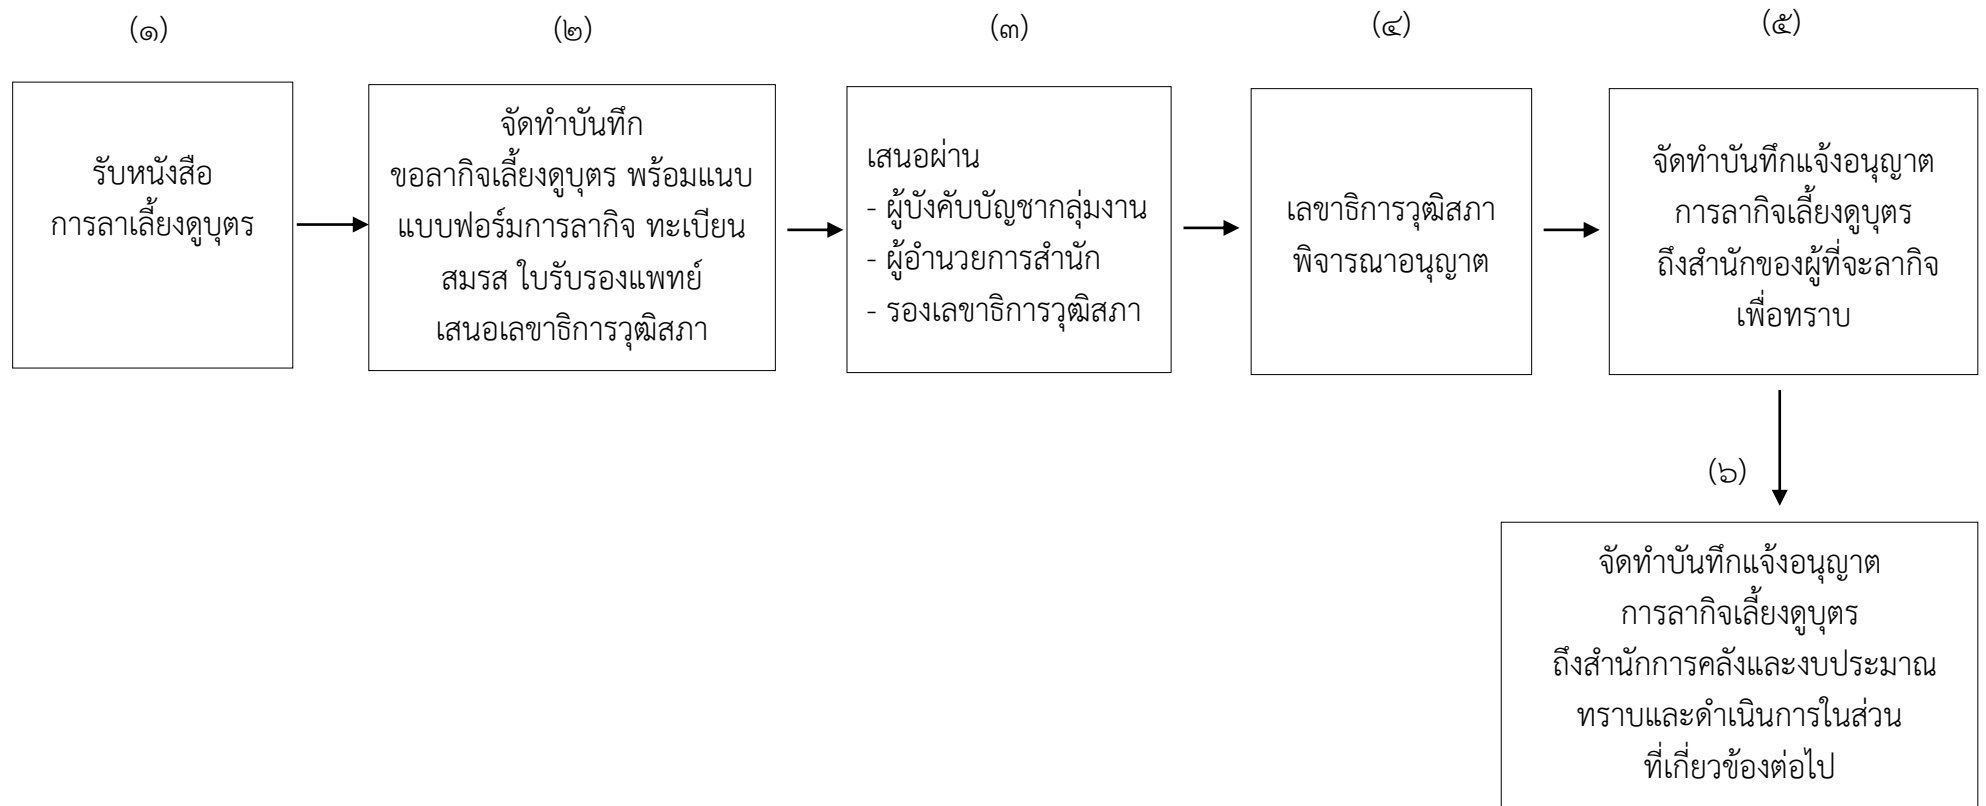 (๑)
(๒)
(๓)
(๔)
(๕)
รับหนังสือ
การลาเลี้ยงดูบุตร
จัดทำบันทึก
ขอลากิจเลี้ยงดูบุตร พร้อมแนบ
แบบฟอร์มการลากิจ ทะเบียน
สมรส ใบรับรองแพทย์
เสนอเลขาธิการวุฒิสภา
เสนอผ่าน
- ผู้บังคับบัญชากลุ่มงาน
- ผู้อำนวยการสำนัก
- รองเลขาธิการวุฒิสภา
เลขาธิการวุฒิสภา
พิจารณาอนุญาต
จัดทำบันทึกแจ้งอนุญาต
การลากิจเลี้ยงดูบุตร
ถึงสำนักของผู้ที่จะลากิจ
เพื่อทราบ
(๖)
จัดทำบันทึกแจ้งอนุญาต
การลากิจเลี้ยงดูบุตร
ถึงสำนักการคลังและงบประมาณ
ทราบและดำเนินการในส่วน
ที่เกี่ยวข้องต่อไป